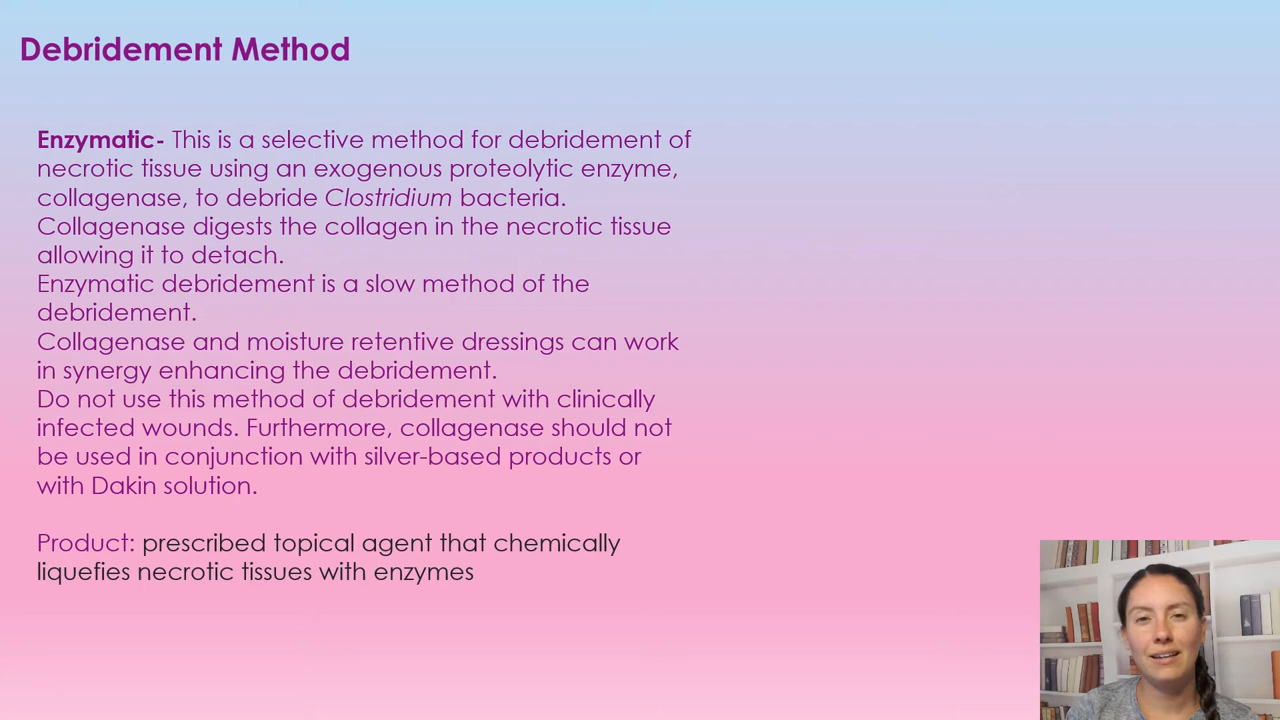 Debridement Method
Enzymatic- This is a selective method for debridement of
necrotic tissue using an exogenous proteolytic enzyme,
collagenase, to debride Clostridium bacteria.
Collagenase digests the collagen in the necrotic tissue
allowing it to detach.
Enzymatic debridement is a slow method of the
debridement.
Collagenase and moisture retentive dressings can work
in synergy enhancing the debridement.
Do not use this method of debridement with clinically
infected wounds. Furthermore, collagenase should not
be used in conjunction with silver-based products or
with Dakin solution.
Product: prescribed topical agent that chemically
liquefies necrotic tissues with enzymes